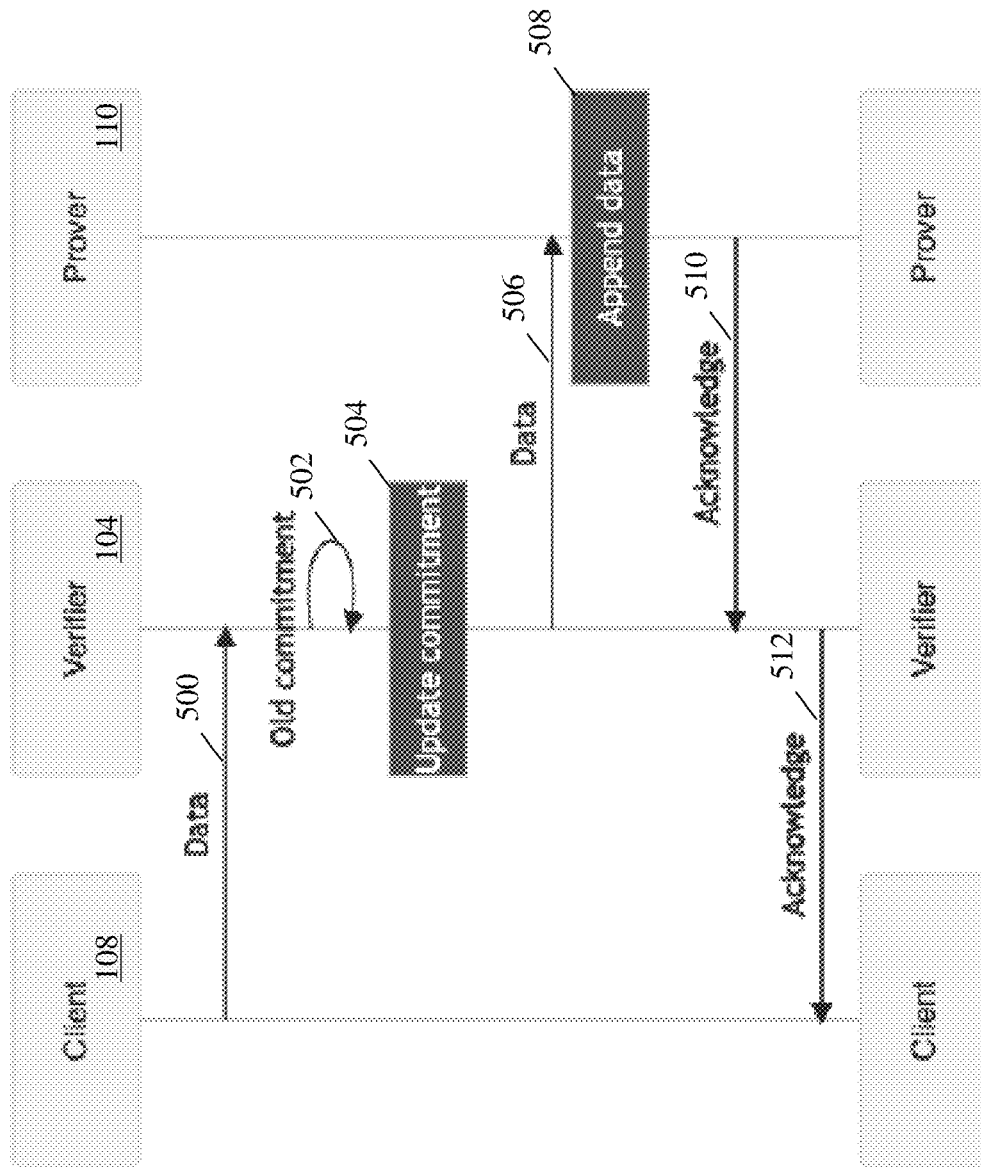 Client
108
Verifier
104
Prover
110
Data
500
Old commitment
502
Update commitment
504
Data
506
Append data
508
Acknowledge
510
Acknowledge
512
Client
Verifier
Prover